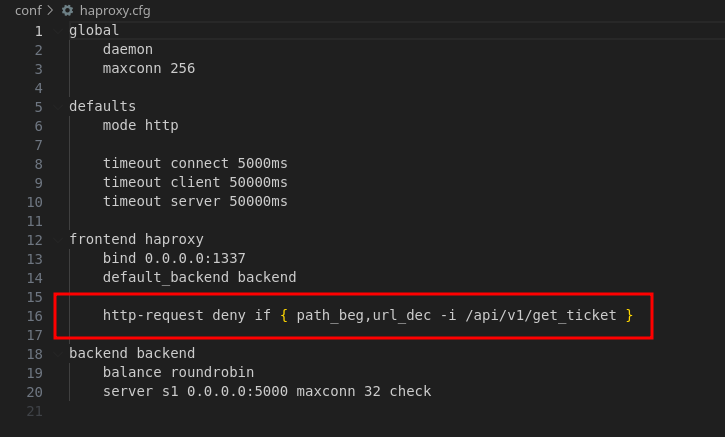 conf > haproxy.cfg
1 global
2     daemon
3     maxconn 256
4
5 defaults
6     mode http
7
8     timeout connect 5000ms
9     timeout client 50000ms
10     timeout server 50000ms
11
12 frontend haproxy
13     bind 0.0.0.0:1337
14     default_backend backend
15
16     http-request deny if { path_beg,url_dec -i /api/v1/get_ticket }
17
18 backend backend
19     balance roundrobin
20     server s1 0.0.0.0:5000 maxconn 32 check
21